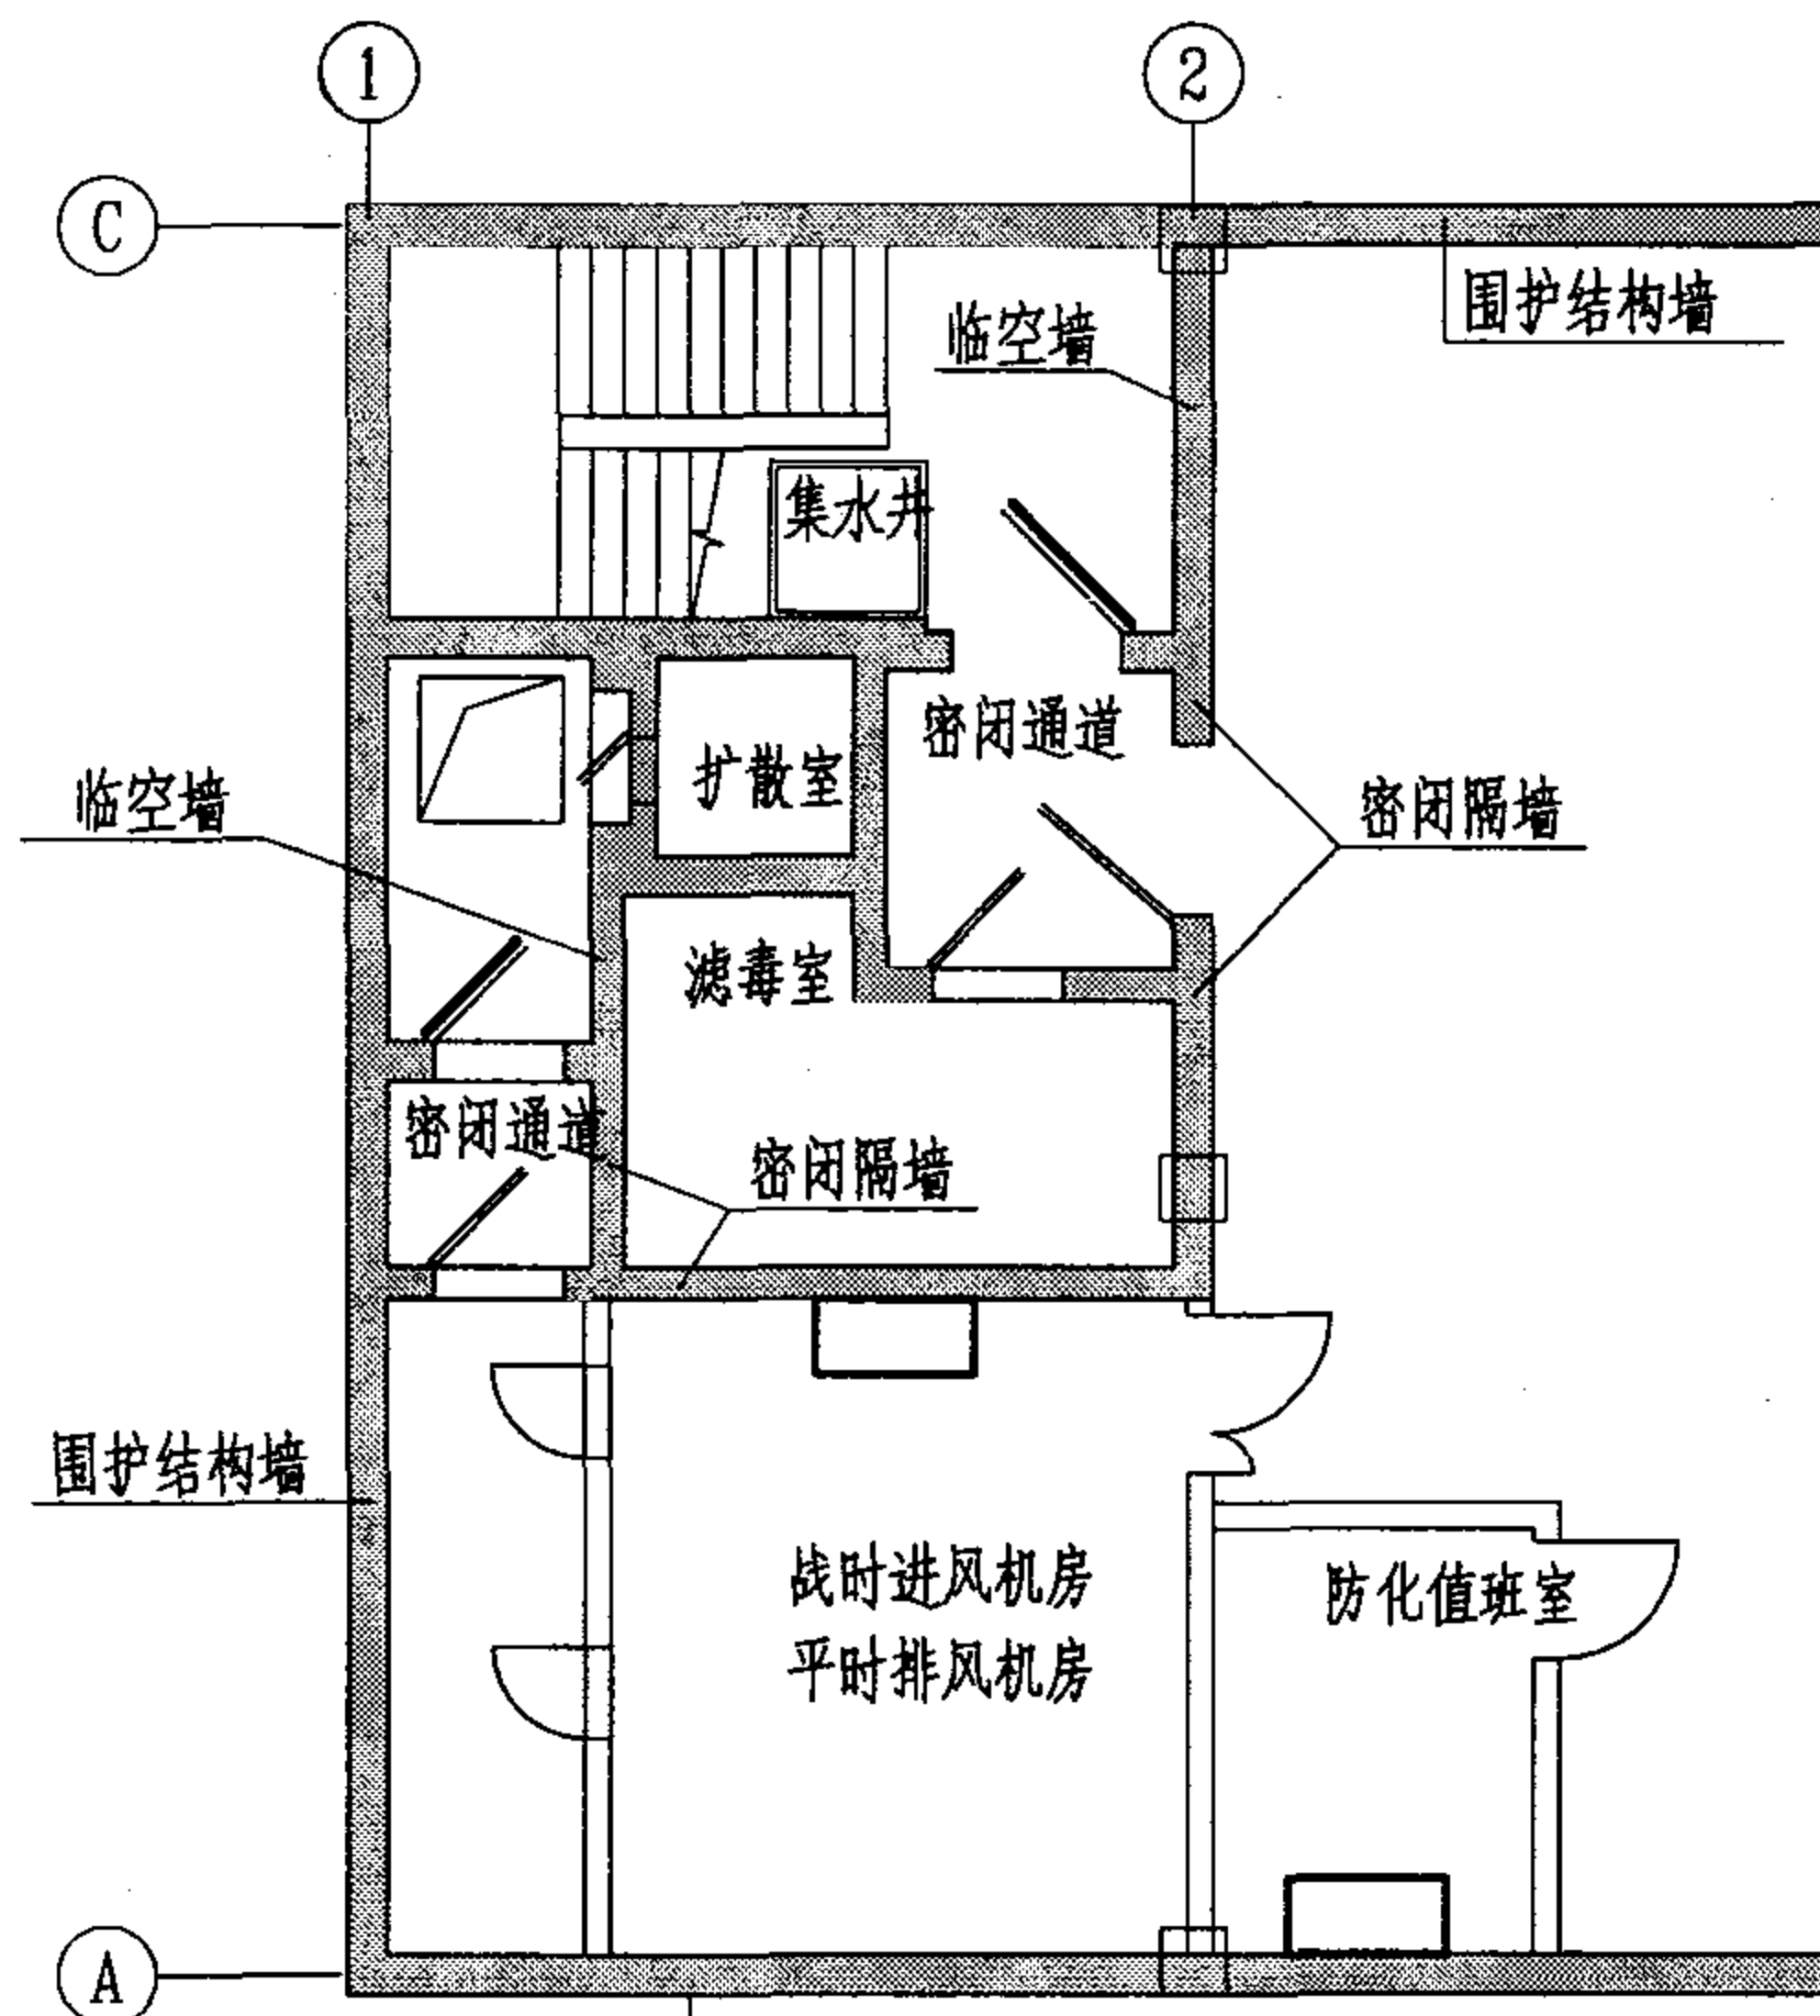 1
2
C
围护结构墙
临空墙
集水井
密闭通道
扩散室
临空墙
密闭隔墙
滤毒室
密闭通道
密闭隔墙
围护结构墙
战时进风机房
平时排风机房
防化值班室
A